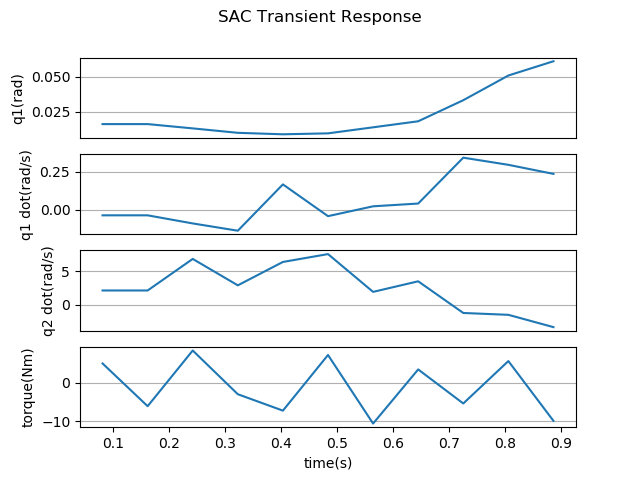 SAC Transient Response
q1(rad)
0.050
0.025
q1 dot(rad/s)
0.25
0.00
q2 dot(rad/s)
5
0
torque(Nm)
0
−10
0.1 0.2 0.3 0.4 0.5 0.6 0.7 0.8 0.9
time(s)